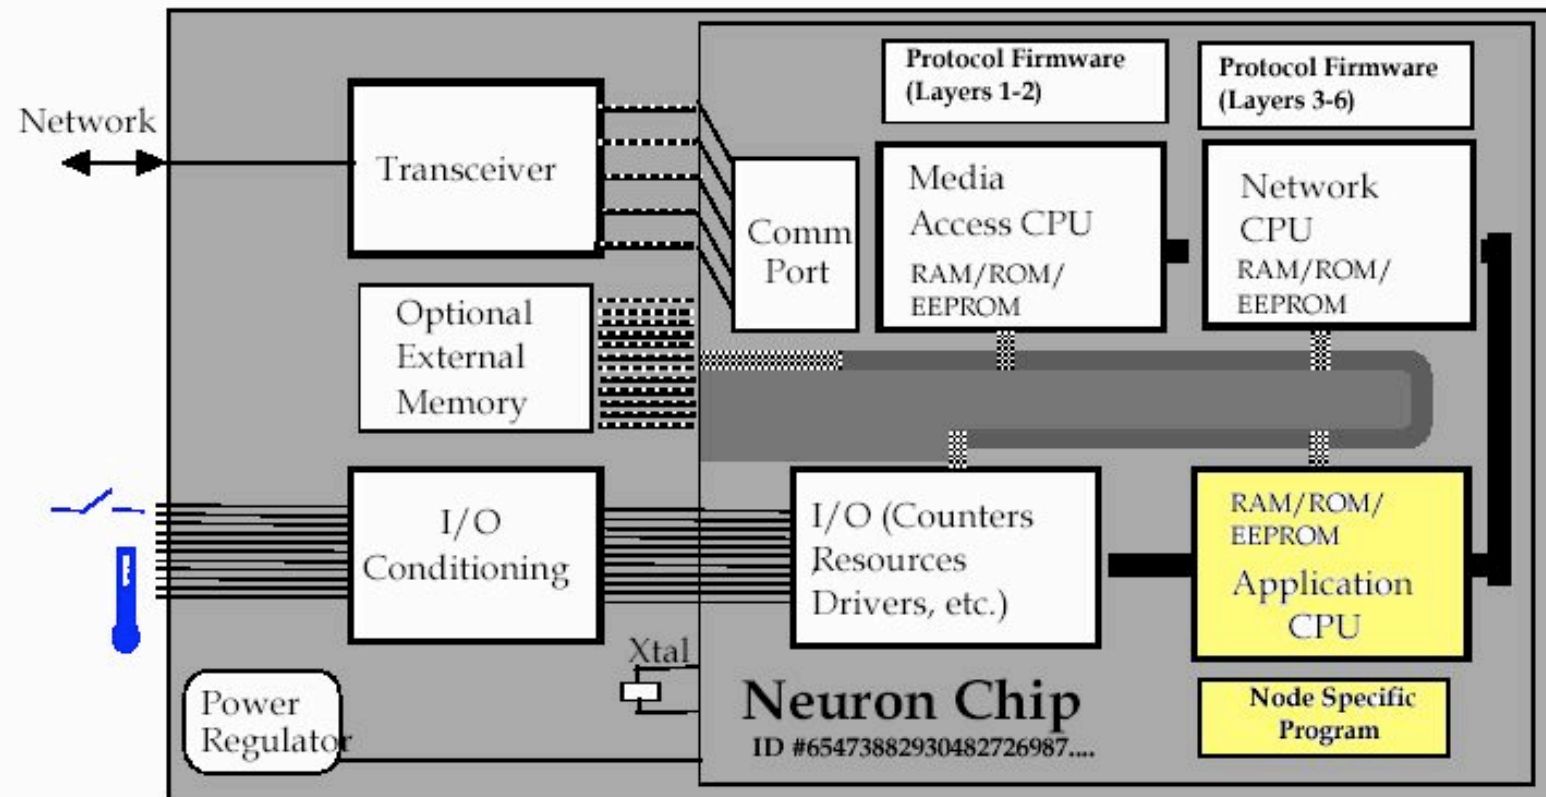 Network
Transceiver
Optional
External
Memory
I/O
Conditioning
Power
Regulator
Xtal
Protocol Firmware
(Layers 1-2)
Protocol Firmware
(Layers 3-6)
Comm
Port
Media
Access CPU
RAM/ROM/
EEPROM
Network
CPU
RAM/ROM/
EEPROM
I/O (Counters
Resources
Drivers, etc.)
RAM/ROM/
EEPROM
Application
CPU
Neuron Chip
ID #65473882930482726987....
Node Specific
Program